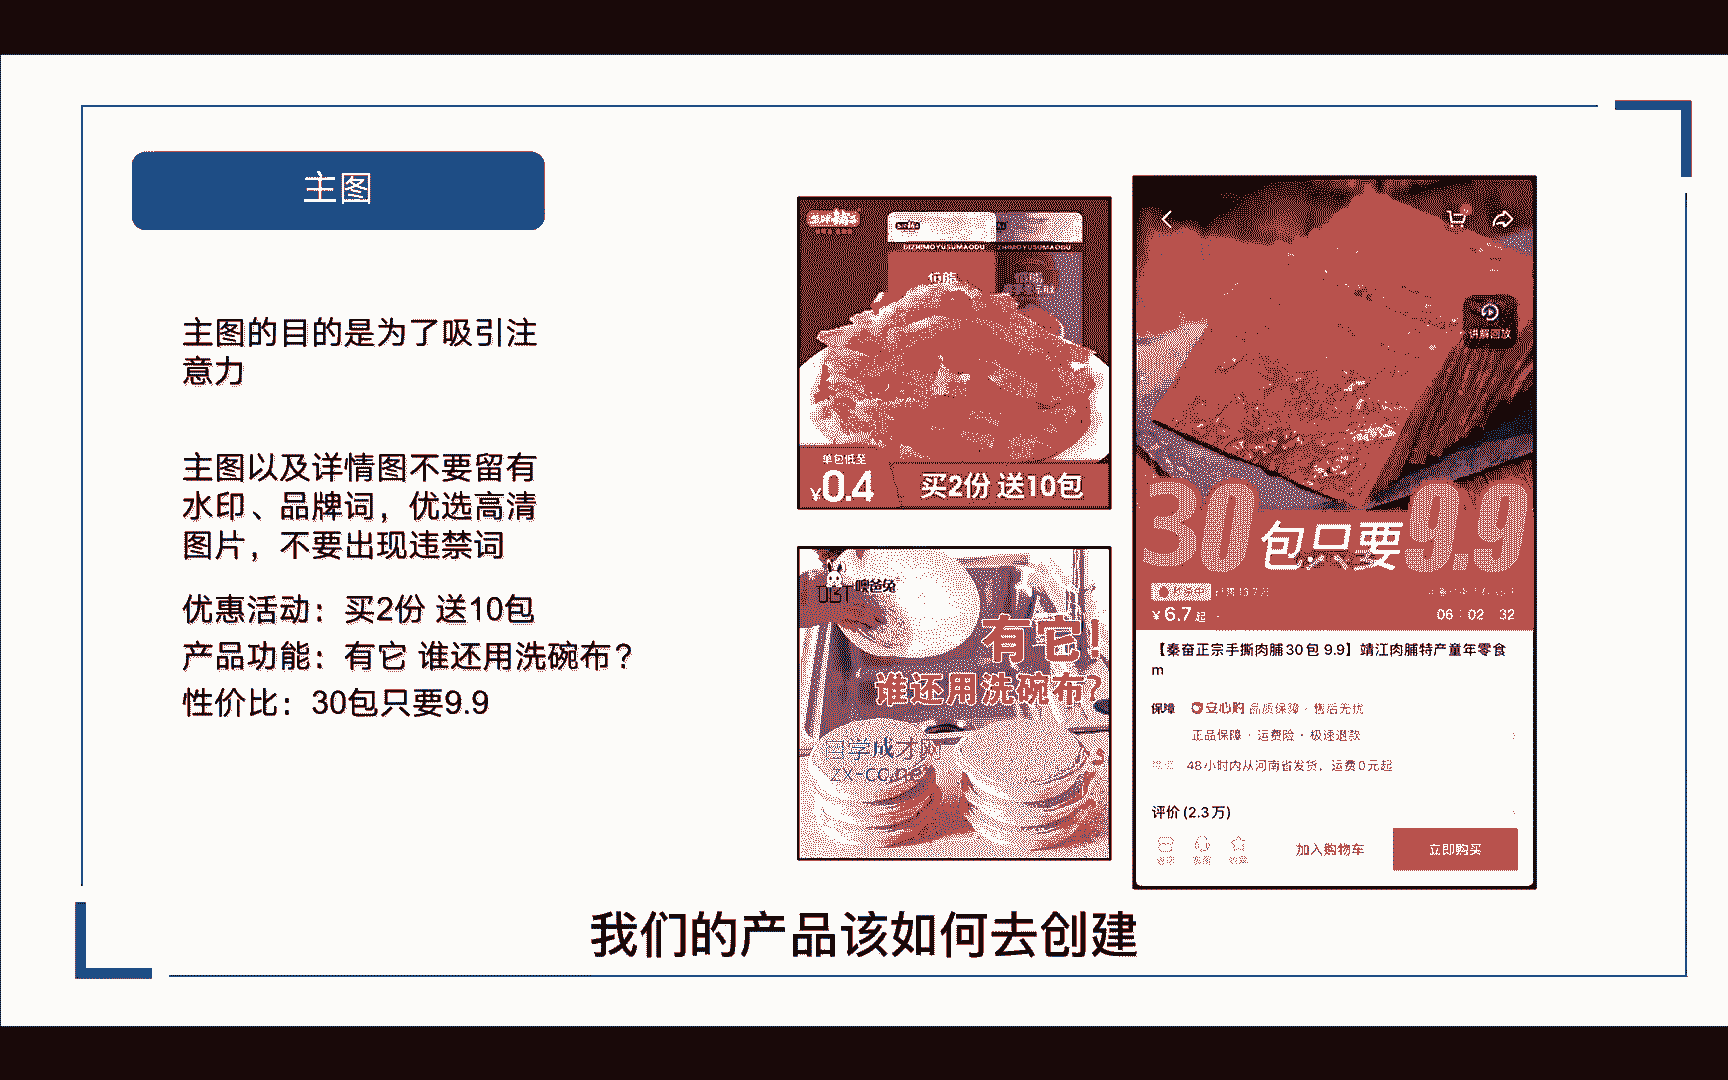 主图
主图的目的是为了吸引注
意力
主图以及详情图不要留有
水印、品牌词，优选高清
图片，不要出现违禁词
优惠活动：买2份 送10包
产品功能：有它 谁还用洗碗布？
性价比：30包只要9.9
BIZHIMOYUSUMAODU
单包低至
¥0.4
买2份 送10包
嗖爸兔
有它！
谁还用洗碗布？
自学成才网
zx-cc.net
讲解回放
30包只要9.9
¥6.7起
06:02:32
【秦奋正宗手撕肉脯30包 9.9】靖江肉脯特产童年零食
m
保障 安心购 品质保障·售后无忧
正品保障·运费险·极速退款
48小时内从河南省发货，运费0元起
评价(2.3万)
加入购物车
立即购买
我们的产品该如何去创建